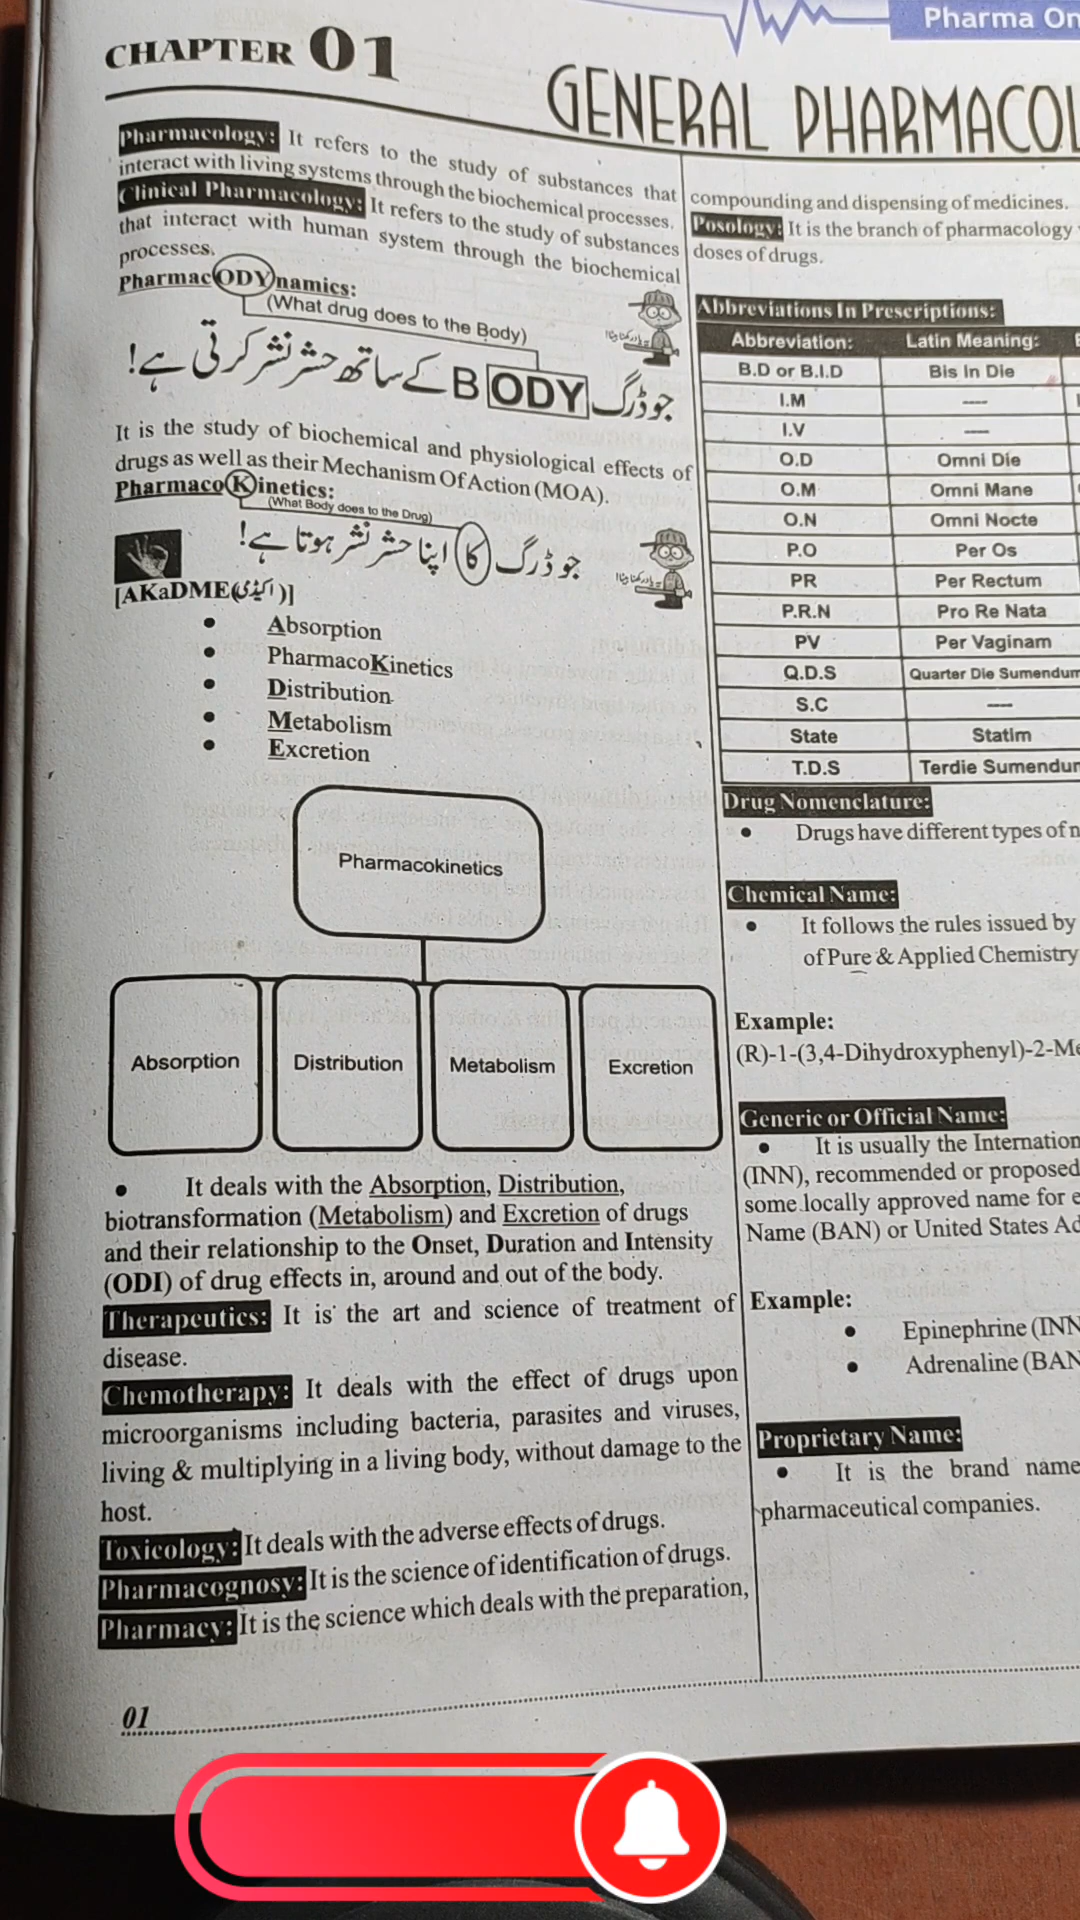 Pharma On
CHAPTER 01
GENERAL PHARMACOL
Pharmacology: It refers to the study of substances that
interact with living systems through the biochemical processes.
Clinical Pharmacology: It refers to the study of substances
that interact with human system through the biochemical
processes.
PharmacODYnamics:
(What drug does to the Body)
جو ڈرگ BODY کے ساتھ حشر نشر کرتی ہے!
It is the study of biochemical and physiological effects of
drugs as well as their Mechanism Of Action (MOA).
PharmacoKinetics:
(What Body does to the Drug)
جو ڈرگ کا اپنا حشر نشر ہوتا ہے!
[AKaDME(اکیڈمی)]
• Absorption
• PharmacoKinetics
• Distribution
• Metabolism
• Excretion
Pharmacokinetics
Absorption
Distribution
Metabolism
Excretion
• It deals with the Absorption, Distribution,
biotransformation (Metabolism) and Excretion of drugs
and their relationship to the Onset, Duration and Intensity
(ODI) of drug effects in, around and out of the body.
Therapeutics: It is the art and science of treatment of
disease.
Chemotherapy: It deals with the effect of drugs upon
microorganisms including bacteria, parasites and viruses,
living & multiplying in a living body, without damage to the
host.
Toxicology: It deals with the adverse effects of drugs.
Pharmacognosy: It is the science of identification of drugs.
Pharmacy: It is the science which deals with the preparation,
compounding and dispensing of medicines.
Posology: It is the branch of pharmacology
doses of drugs.
Abbreviations In Prescriptions:
Abbreviation: Latin Meaning: E
B.D or B.I.D Bis In Die
I.M ----
I.V ----
O.D Omni Die
O.M Omni Mane
O.N Omni Nocte
P.O Per Os
PR Per Rectum
P.R.N Pro Re Nata
PV Per Vaginam
Q.D.S Quarter Die Sumendum
S.C ----
State Statim
T.D.S Terdie Sumendum
Drug Nomenclature:
• Drugs have different types of n
Chemical Name:
• It follows the rules issued by
of Pure & Applied Chemistry
Example:
(R)-1-(3,4-Dihydroxyphenyl)-2-Me
Generic or Official Name:
• It is usually the Internation
(INN), recommended or proposed
some locally approved name for e
Name (BAN) or United States Ad
Example:
• Epinephrine (INN
• Adrenaline (BAN
Proprietary Name:
• It is the brand name
pharmaceutical companies.
01